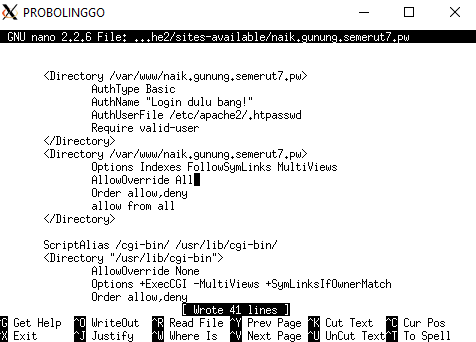 PROBOLINGGO
GNU nano 2.2.6 File: ...he2/sites-available/naik.gunung.semerut7.pw
<Directory /var/www/naik.gunung.semerut7.pw>
AuthType Basic
AuthName "Login dulu bang!"
AuthUserFile /etc/apache2/.htpasswd
Require valid-user
</Directory>
<Directory /var/www/naik.gunung.semerut7.pw>
Options Indexes FollowSymLinks MultiViews
AllowOverride All
Order allow,deny
allow from all
</Directory>
ScriptAlias /cgi-bin/ /usr/lib/cgi-bin/
<Directory "/usr/lib/cgi-bin">
AllowOverride None
Options +ExecCGI -MultiViews +SymLinksIfOwnerMatch
Order allow,deny
[ Wrote 41 lines ]
^G Get Help ^O WriteOut ^R Read File ^Y Prev Page ^K Cut Text ^C Cur Pos
^X Exit ^J Justify ^W Where Is ^V Next Page ^U UnCut Text ^T To Spell